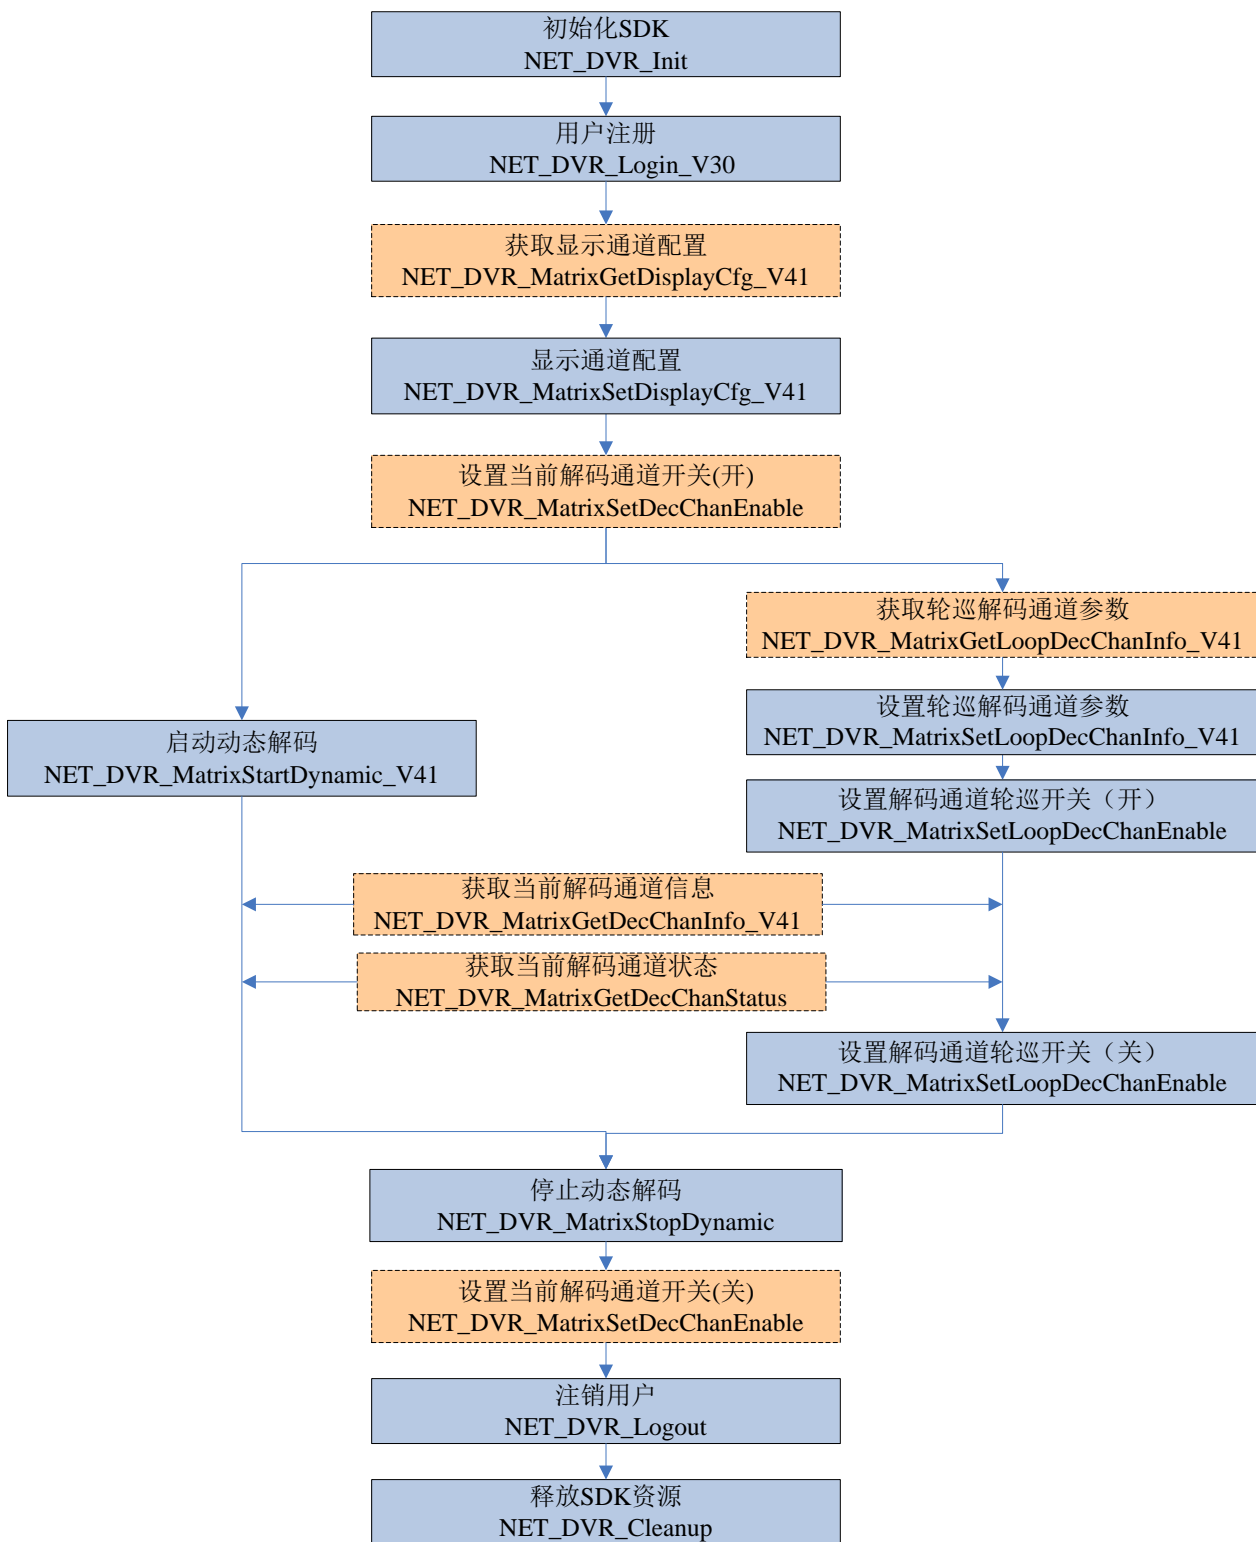 初始化SDK
NET_DVR_Init
用户注册
NET_DVR_Login_V30
获取显示通道配置
NET_DVR_MatrixGetDisplayCfg_V41
显示通道配置
NET_DVR_MatrixSetDisplayCfg_V41
设置当前解码通道开关(开)
NET_DVR_MatrixSetDecChanEnable
获取轮巡解码通道参数
NET_DVR_MatrixGetLoopDecChanInfo_V41
设置轮巡解码通道参数
NET_DVR_MatrixSetLoopDecChanInfo_V41
启动动态解码
NET_DVR_MatrixStartDynamic_V41
设置解码通道轮巡开关（开）
NET_DVR_MatrixSetLoopDecChanEnable
获取当前解码通道信息
NET_DVR_MatrixGetDecChanInfo_V41
获取当前解码通道状态
NET_DVR_MatrixGetDecChanStatus
设置解码通道轮巡开关（关）
NET_DVR_MatrixSetLoopDecChanEnable
停止动态解码
NET_DVR_MatrixStopDynamic
设置当前解码通道开关(关)
NET_DVR_MatrixSetDecChanEnable
注销用户
NET_DVR_Logout
释放SDK资源
NET_DVR_Cleanup